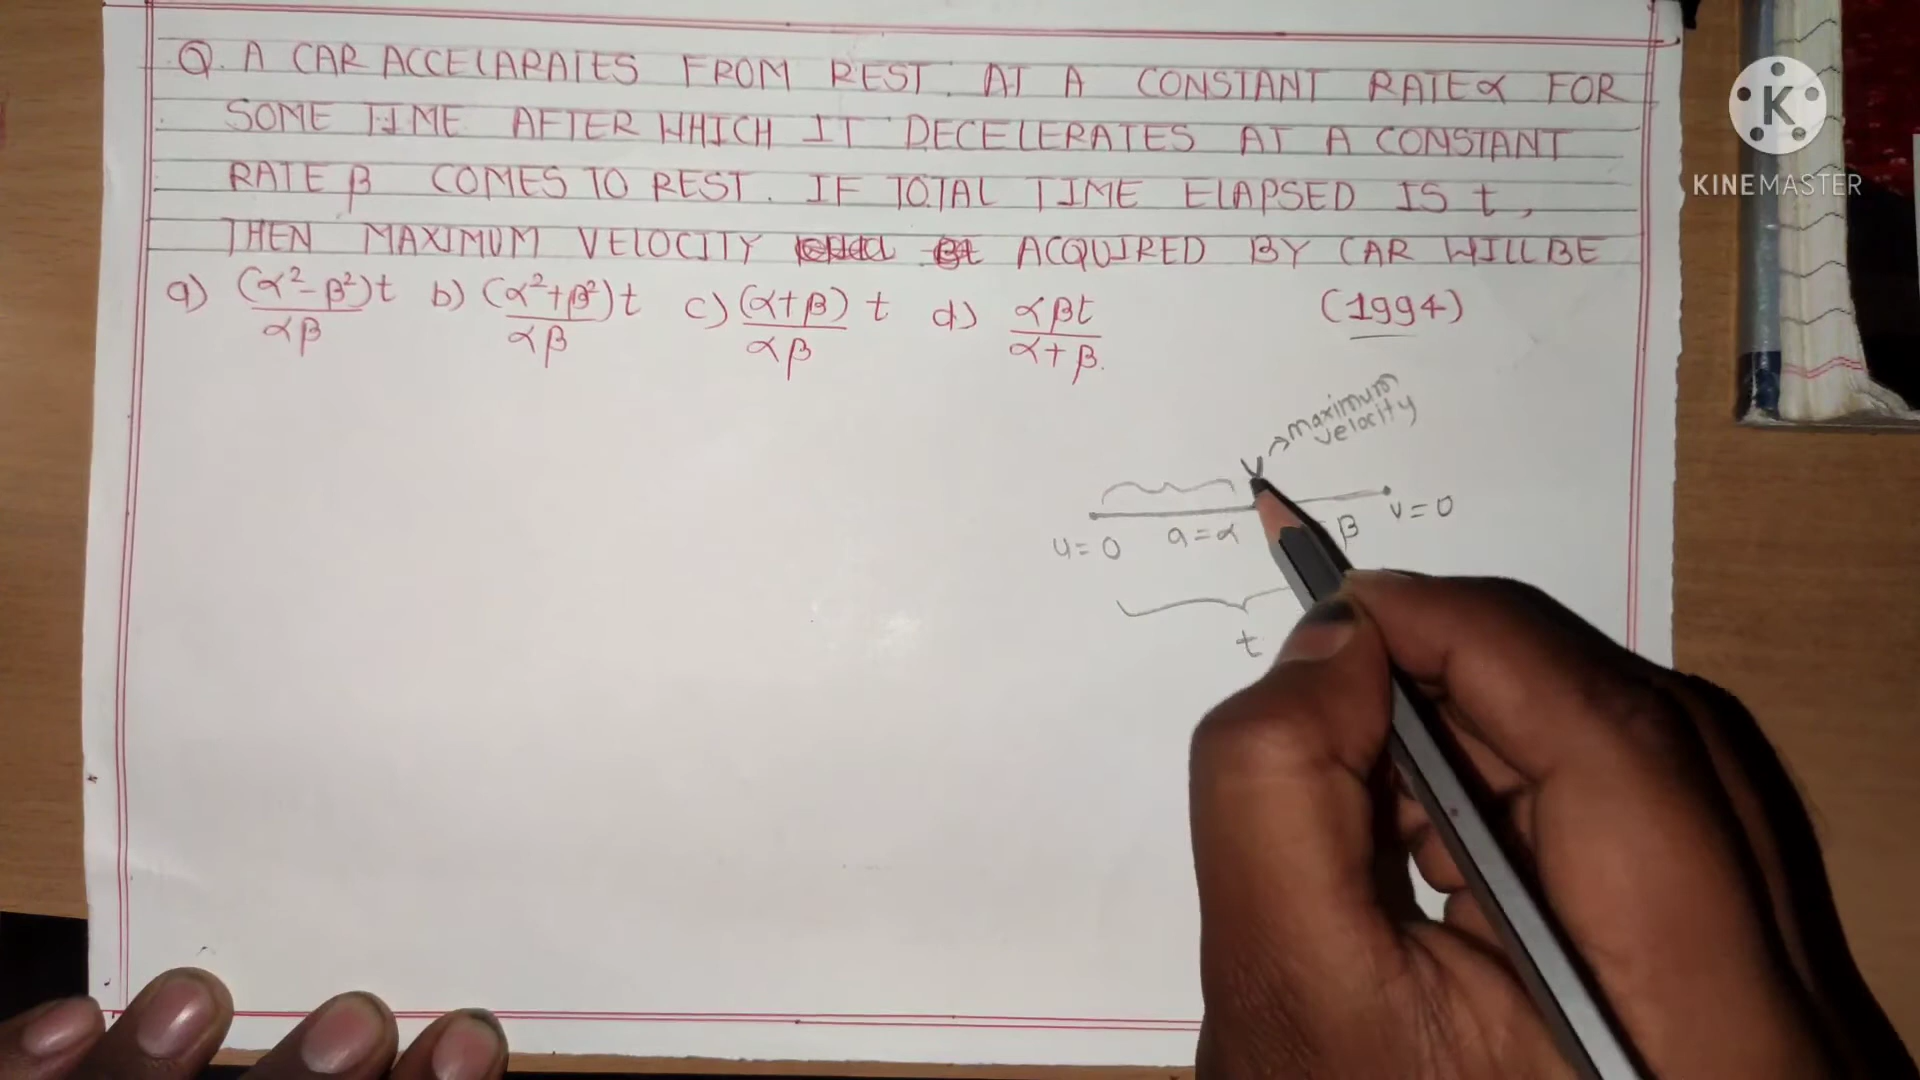 Q. A CAR ACCELARATES FROM REST. AT A CONSTANT RATE α FOR
SOME TIME AFTER WHICH IT DECELERATES AT A CONSTANT
RATE β COMES TO REST. IF TOTAL TIME ELAPSED IS t,
THEN MAXIMUM VELOCITY ACQUIRED BY CAR WILL BE
a) (α²-β²)t/αβ b) (α²+β²)t/αβ c) (α+β)t/αβ d) αβt/α+β.
(1994)
→ maximum
velocity
V
u=0 a=α β v=0
t
K
KINEMASTER